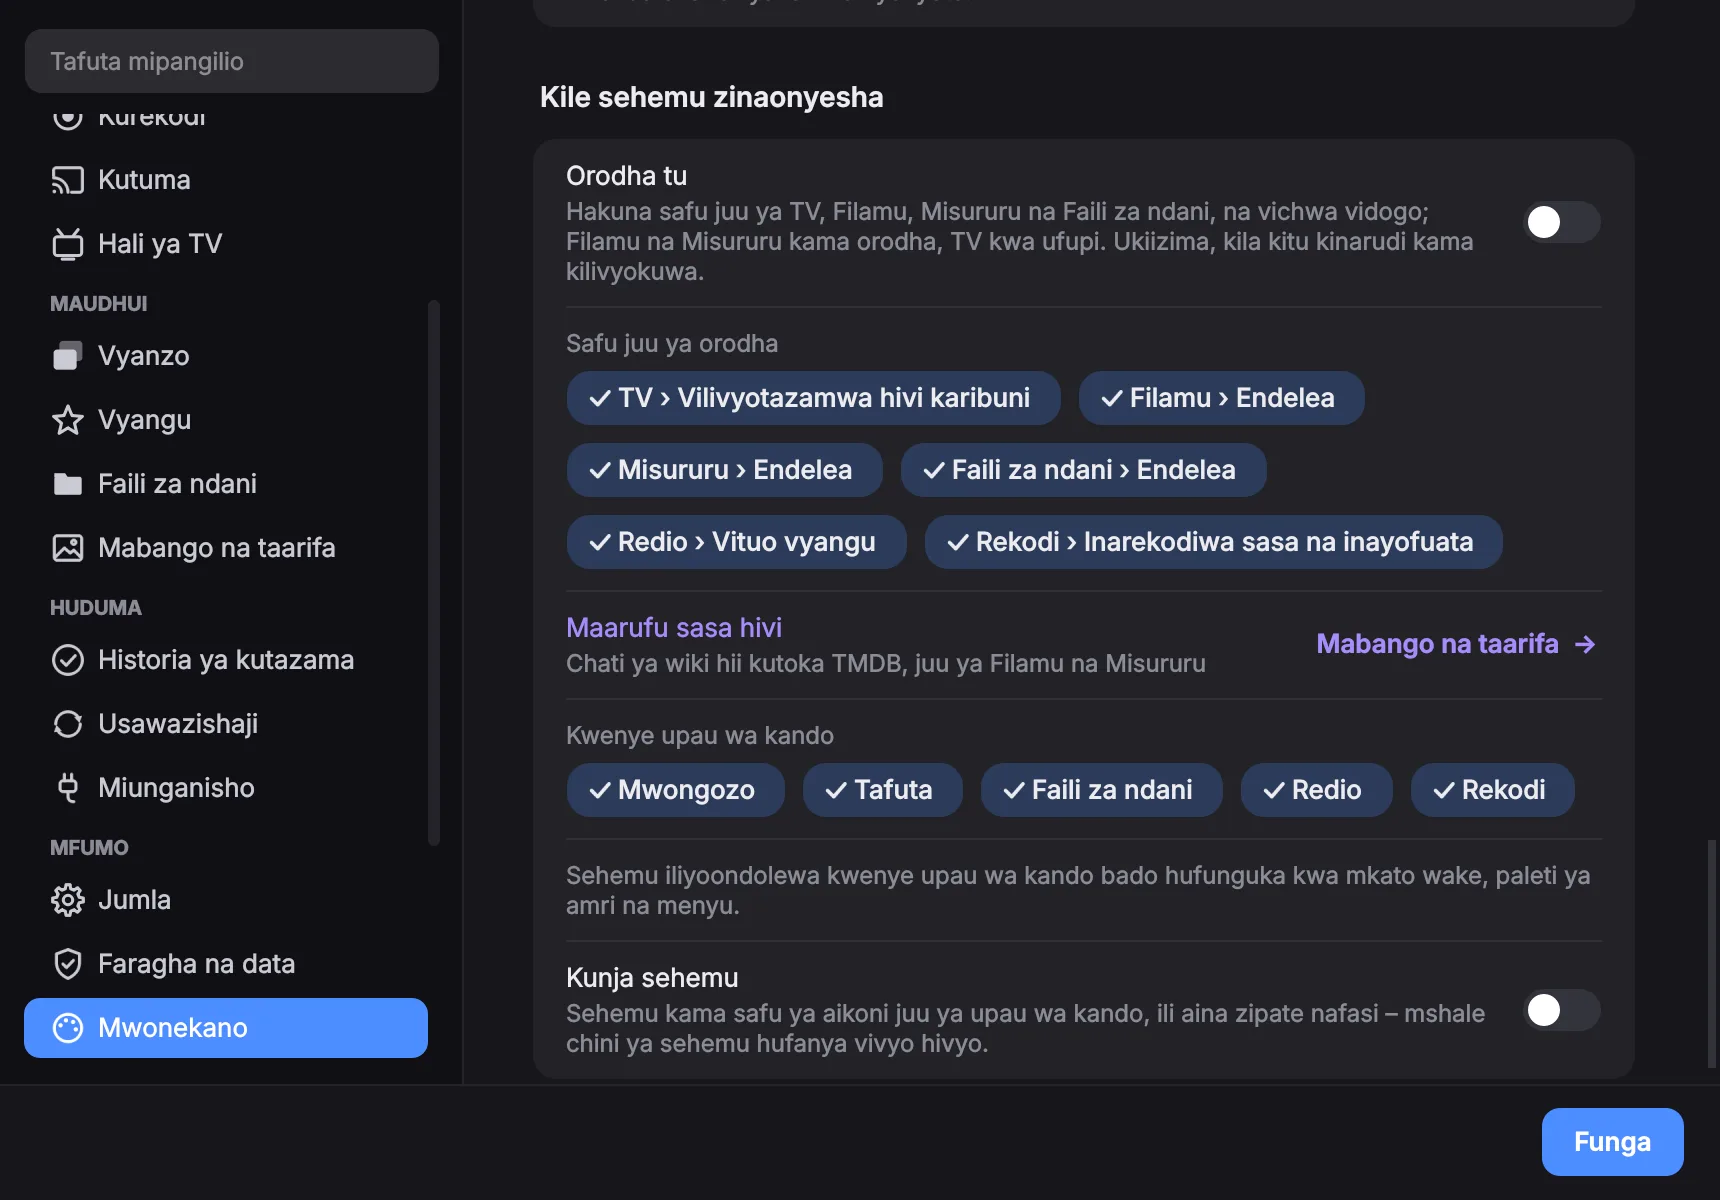 Tafuta mipangilio
Kurekodi
Kutuma
Hali ya TV
MAUDHUI
Vyanzo
Vyangu
Faili za ndani
Mabango na taarifa
HUDUMA
Historia ya kutazama
Usawazishaji
Miunganisho
MFUMO
Jumla
Faragha na data
Mwonekano
Kile sehemu zinaonyesha
Orodha tu
Hakuna safu juu ya TV, Filamu, Misururu na Faili za ndani, na vichwa vidogo;
Filamu na Misururu kama orodha, TV kwa ufupi. Ukiizima, kila kitu kinarudi kama
kilivyokuwa.
Safu juu ya orodha
✓ TV › Vilivyotazamwa hivi karibuni ✓ Filamu › Endelea
✓ Misururu › Endelea ✓ Faili za ndani › Endelea
✓ Redio › Vituo vyangu ✓ Rekodi › Inarekodiwa sasa na inayofuata
Maarufu sasa hivi
Chati ya wiki hii kutoka TMDB, juu ya Filamu na Misururu
Mabango na taarifa →
Kwenye upau wa kando
✓ Mwongozo ✓ Tafuta ✓ Faili za ndani ✓ Redio ✓ Rekodi
Sehemu iliyoondolewa kwenye upau wa kando bado hufunguka kwa mkato wake, paleti ya
amri na menyu.
Kunja sehemu
Sehemu kama safu ya aikoni juu ya upau wa kando, ili aina zipate nafasi – mshale
chini ya sehemu hufanya vivyo hivyo.
Funga